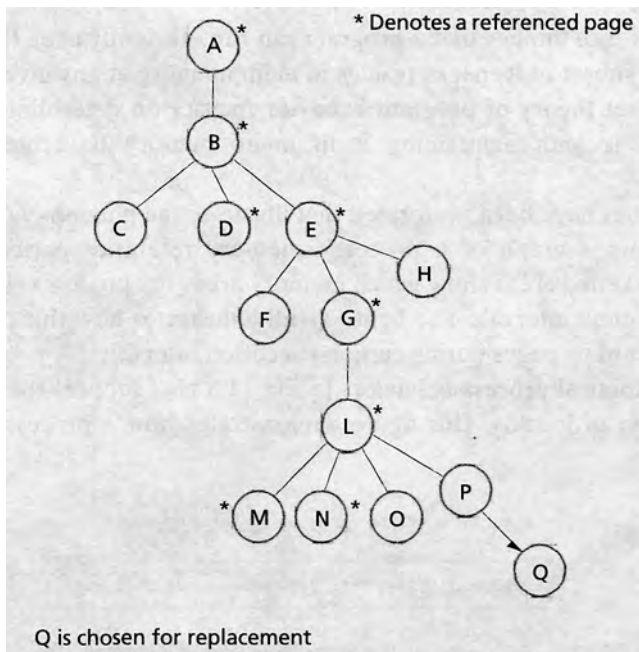 * Denotes a referenced page
A *
B *
C
D *
E *
H
F
G *
L *
* M
N *
O
P
Q
Q is chosen for replacement